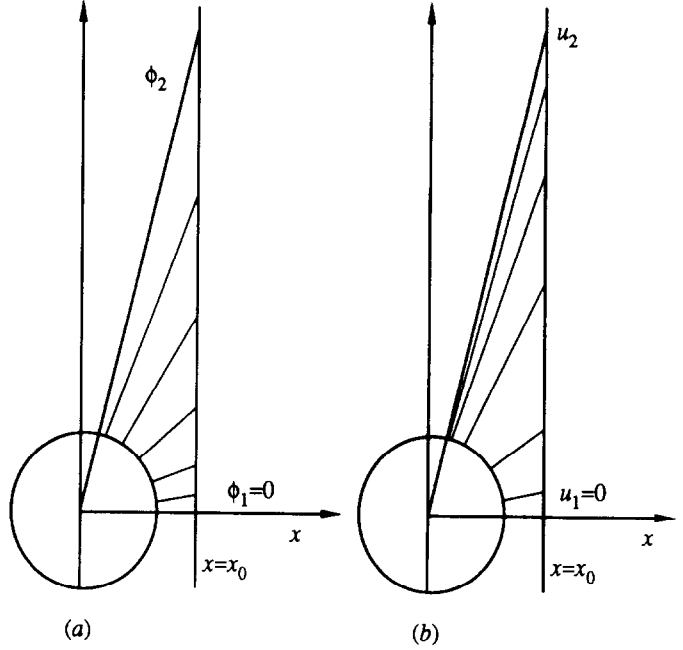 ϕ₂
ϕ₁=0
x
x=x₀
(a)
u₂
u₁=0
x
x=x₀
(b)